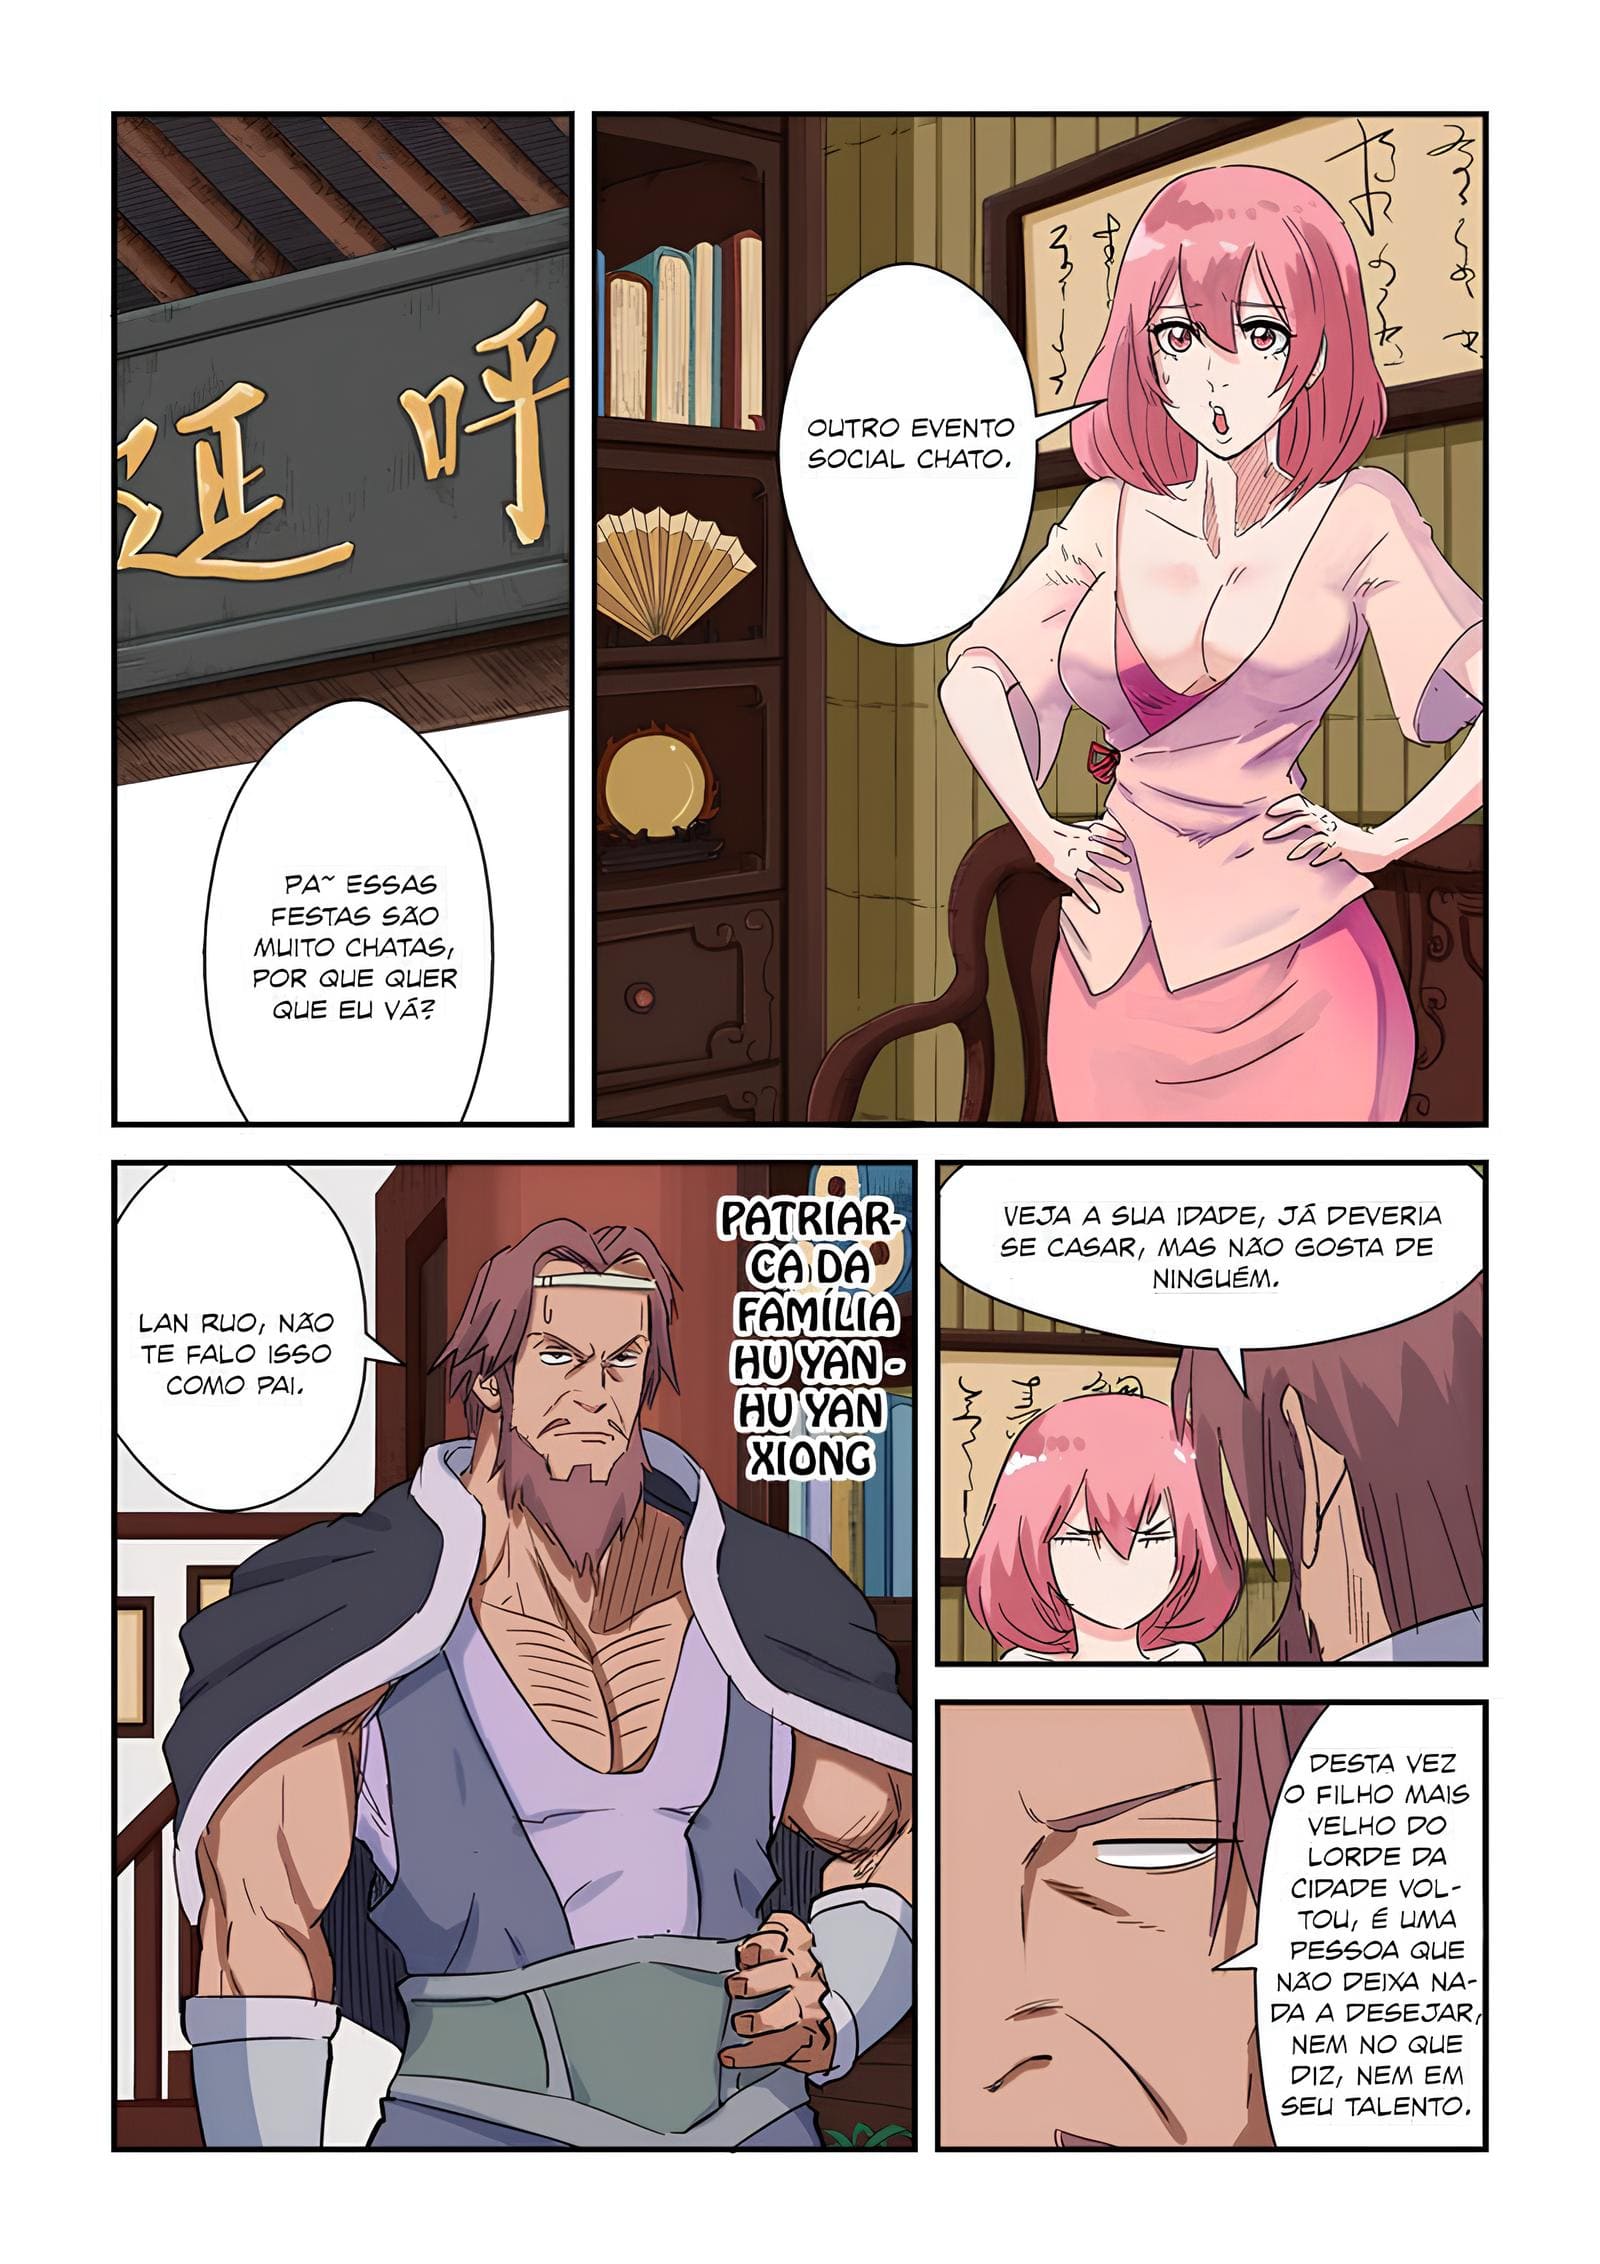 延 呼
PA~ ESSAS
FESTAS SÃO
MUITO CHATAS,
POR QUE QUER
QUE EU VÁ?
OUTRO EVENTO
SOCIAL CHATO.
LAN RUO, NÃO
TE FALO ISSO
COMO PAI.
PATRIAR-
CA DA
FAMÍLIA
HU YAN -
HU YAN
XIONG
VEJA A SUA IDADE, JÁ DEVERIA
SE CASAR, MAS NÃO GOSTA DE
NINGUÉM.
DESTA VEZ
O FILHO MAIS
VELHO DO
LORDE DA
CIDADE VOL-
TOU, É UMA
PESSOA QUE
NÃO DEIXA NA-
DA A DESEJAR,
NEM NO QUE
DIZ, NEM EM
SEU TALENTO.